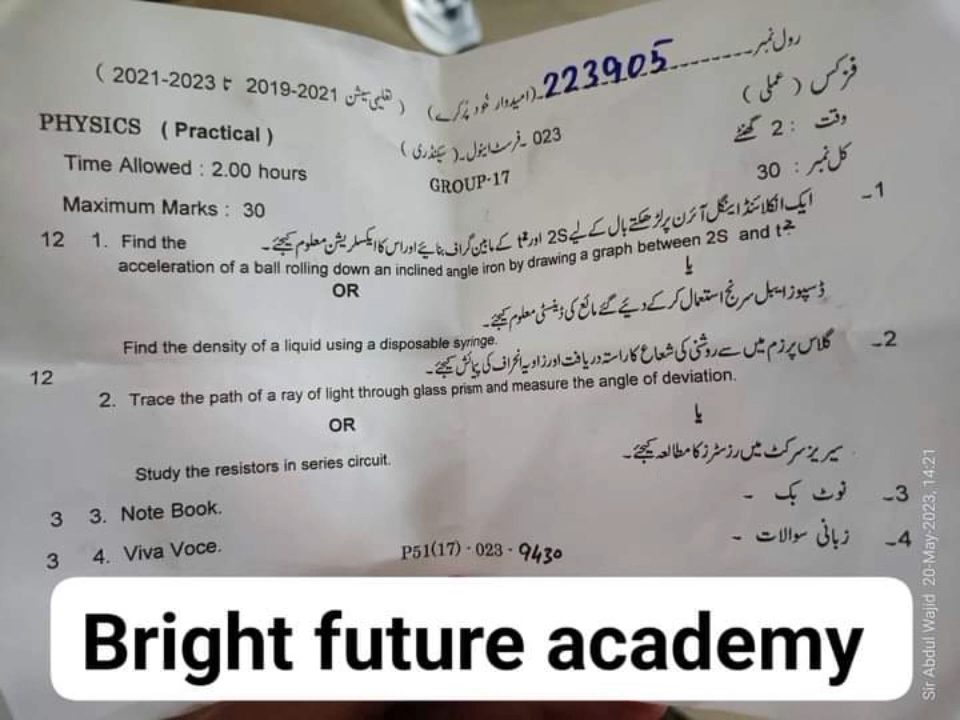 رول نمبر 223905 (امیدوار خود پُر کرے)
(تعلیمی سیشن 2019-2021 تا 2021-2023)
فزکس (عملی)
PHYSICS (Practical)
023 ۔فرسٹ اینول۔(سیکنڈری)
وقت : 2 گھنٹے
Time Allowed : 2.00 hours
GROUP-17
کل نمبر : 30
Maximum Marks : 30
1۔ ایک انکلائنڈ اینگل آئرن پر لڑھکتے بال کے لیے 2S اور t² کے مابین گراف بنائیے اور اس کا ایکسلریشن معلوم کیجئے۔
12 1. Find the
acceleration of a ball rolling down an inclined angle iron by drawing a graph between 2S and t²
یا
OR
ڈسپوزایبل سرنج استعمال کر کے دیئے گئے مائع کی ڈینسٹی معلوم کیجئے۔
Find the density of a liquid using a disposable syringe.
2۔ گلاس پرزم میں سے روشنی کی شعاع کا راستہ دریافت اور زاویہ انحراف کی پیمائش کیجئے۔
12
2. Trace the path of a ray of light through glass prism and measure the angle of deviation.
یا
OR
سیریز سرکٹ میں رزسٹرز کا مطالعہ کیجئے۔
Study the resistors in series circuit.
3۔ نوٹ بک ۔
3 3. Note Book.
4۔ زبانی سوالات ۔
3 4. Viva Voce.
P51(17) - 023 - 9430
Bright future academy
Sir Abdul Wajid 20-May-2023, 14:21